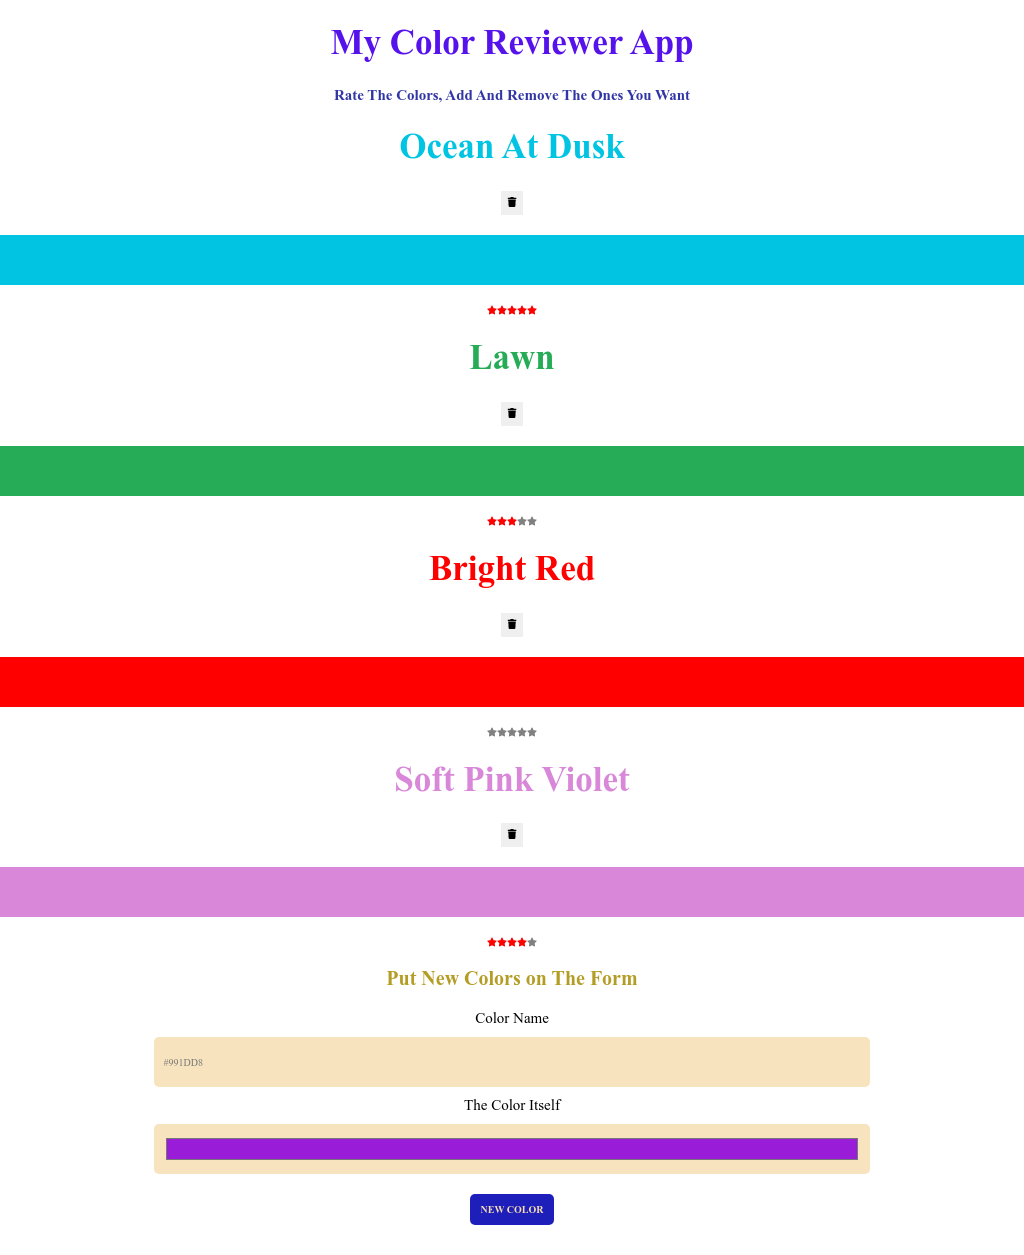 My Color Reviewer App
Rate The Colors, Add And Remove The Ones You Want
Ocean At Dusk
Lawn
Bright Red
Soft Pink Violet
Put New Colors on The Form
Color Name
#991DD8
The Color Itself
NEW COLOR